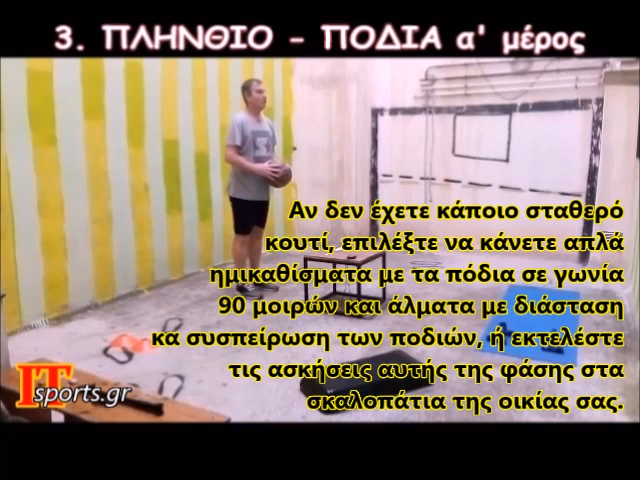 3. ΠΛΗΝΘΙΟ - ΠΟΔΙΑ α' μέρος
Αν δεν έχετε κάποιο σταθερό
κουτί, επιλέξτε να κάνετε απλά
ημικαθίσματα με τα πόδια σε γωνία
90 μοιρών και άλματα με διάσταση
κα συσπείρωση των ποδιών, ή εκτελέστε
τις ασκήσεις αυτής της φάσης στα
σκαλοπάτια της οικίας σας.
IT
sports.gr